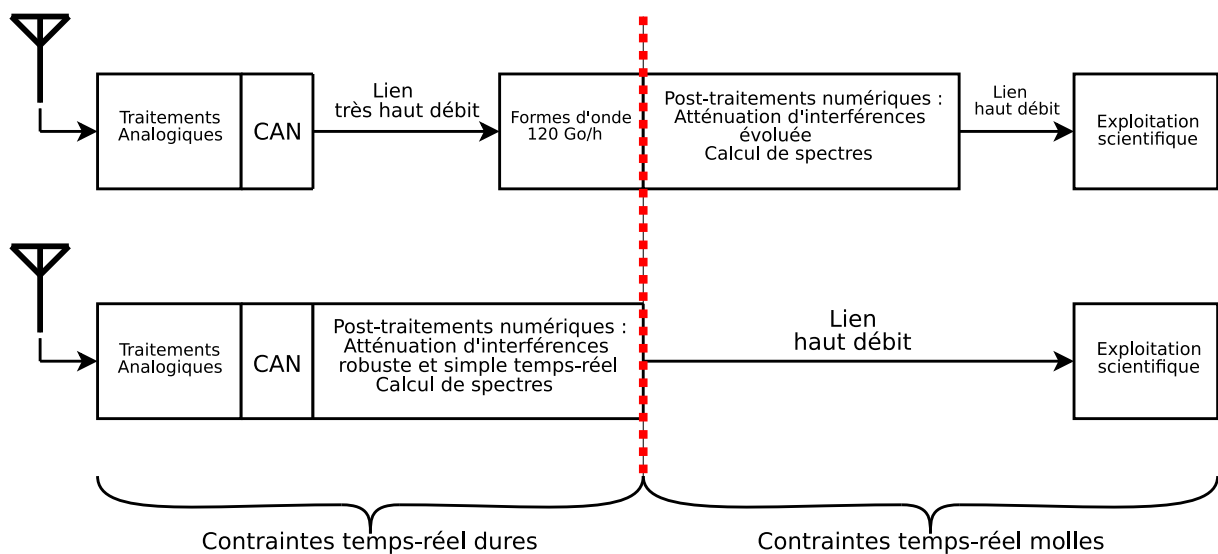 Traitements
Analogiques
CAN
Lien
très haut débit
Formes d'onde
120 Go/h
Post-traitements numériques :
Atténuation d'interférences
évoluée
Calcul de spectres
Lien
haut débit
Exploitation
scientifique
Traitements
Analogiques
CAN
Post-traitements numériques :
Atténuation d'interférences
robuste et simple temps-réel
Calcul de spectres
Lien
haut débit
Exploitation
scientifique
Contraintes temps-réel dures
Contraintes temps-réel molles